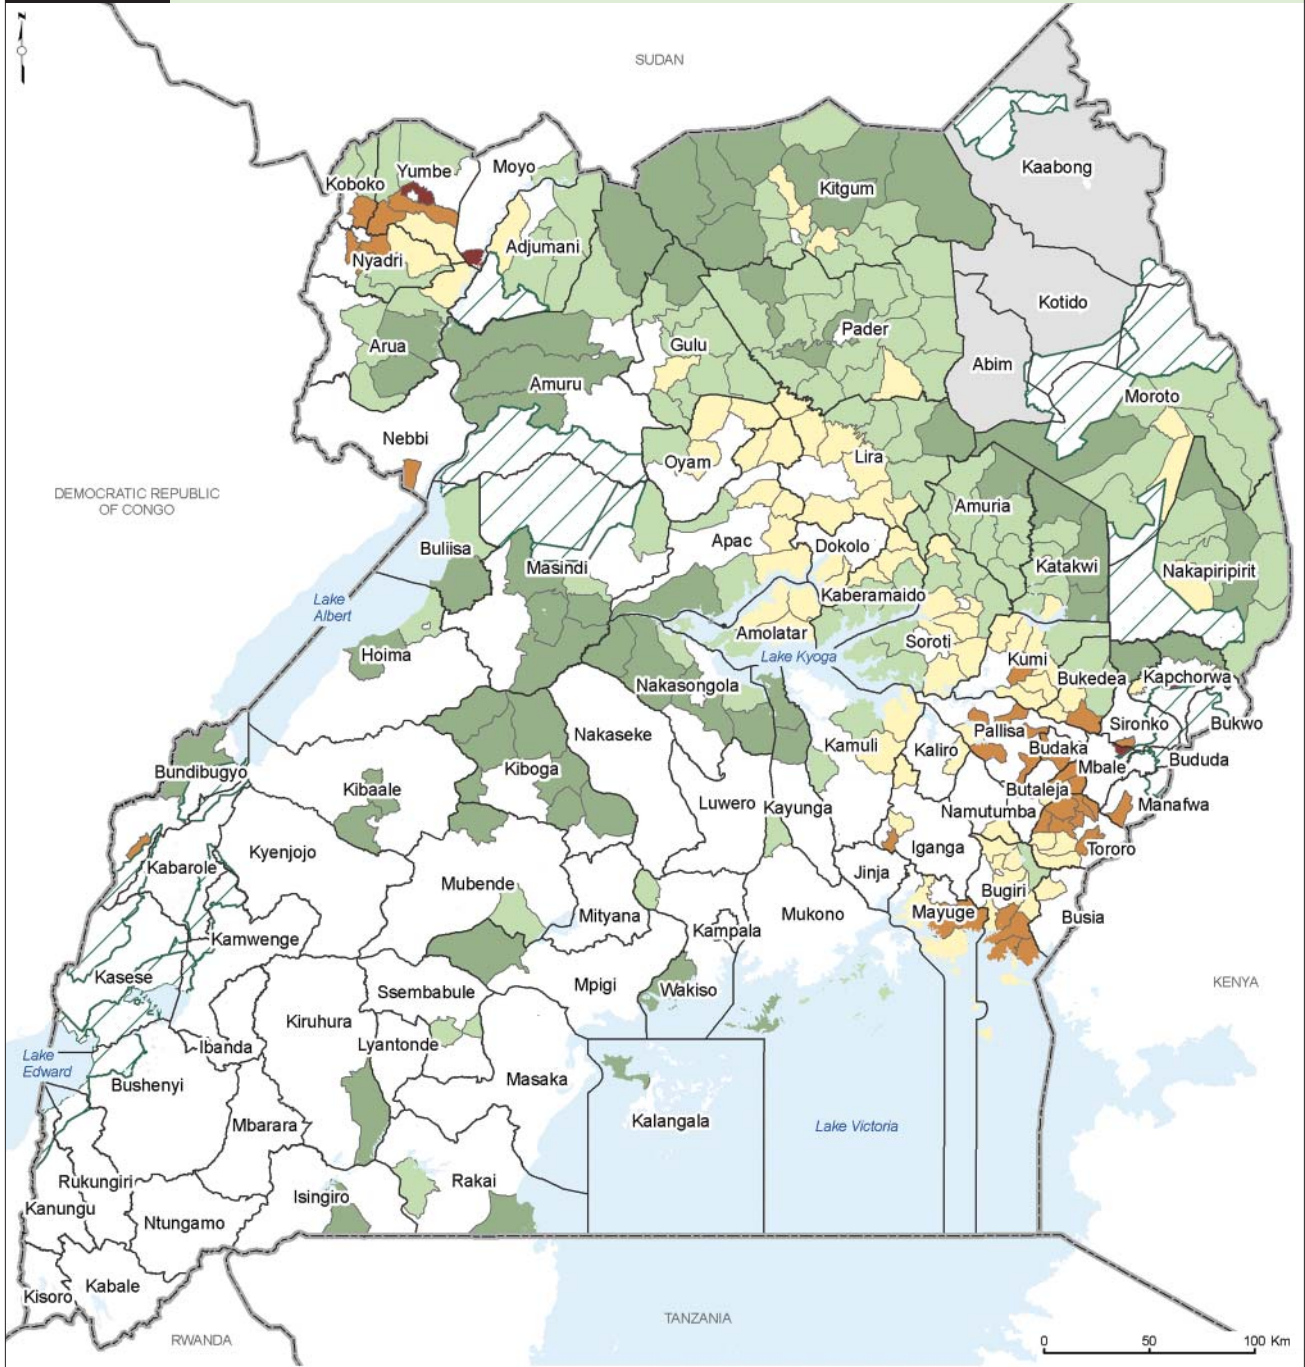 N
SUDAN
Kaabong
Moyo
Yumbe
Koboko
Kitgum
Adjumani
Nyadri
Kotido
Pader
Gulu
Arua
Abim
Amuru
Moroto
Nebbi
Oyam
Lira
DEMOCRATIC REPUBLIC
OF CONGO
Amuria
Apac
Dokolo
Buliisa
Masindi
Katakwi
Nakapiripirit
Kaberamaido
Lake
Albert
Amolatar
Soroti
Lake Kyoga
Kumi
Hoima
Bukedea
Kapchorwa
Nakasongola
Sironko
Bukwo
Pallisa
Nakaseke
Kamuli
Kaliro
Budaka
Bududa
Mbale
Bundibugyo
Kiboga
Kibaale
Butaleja
Luwero
Kayunga
Manafwa
Namutumba
Kyenjojo
Iganga
Tororo
Kabarole
Jinja
Mubende
Bugiri
Mityana
Mukono
Mayuge
Busia
Kampala
Kamwenge
Kasese
Mpigi
Wakiso
KENYA
Ssembabule
Kiruhura
Lyantonde
Ibanda
Lake
Edward
Bushenyi
Masaka
Kalangala
Lake Victoria
Mbarara
Rukungiri
Rakai
Isingiro
Kanungu
Ntungamo
Kabale
Kisoro
TANZANIA
RWANDA
0 50 100 Km